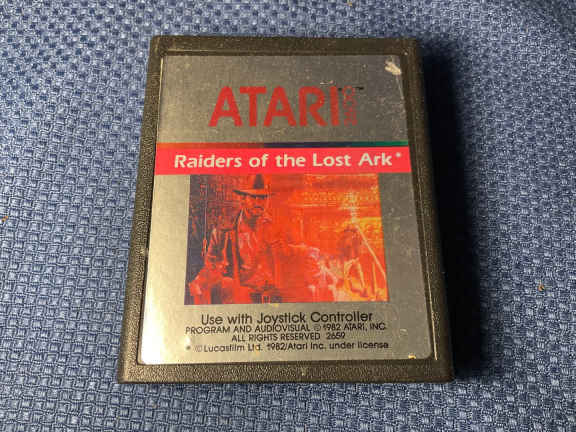 ATARI 2600™
Raiders of the Lost Ark*
Use with Joystick Controller
PROGRAM AND AUDIOVISUAL © 1982 ATARI, INC.
ALL RIGHTS RESERVED 2659
* ©Lucasfilm Ltd. 1982/Atari Inc. under license